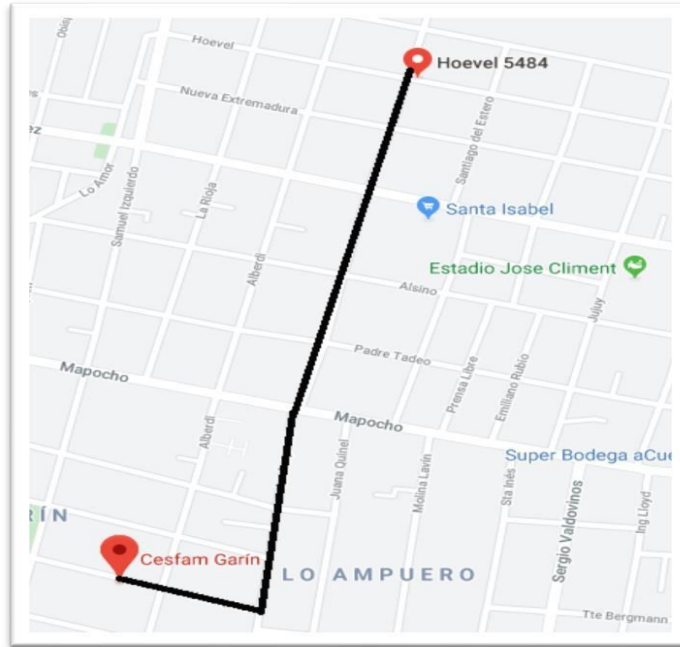 Hoevel
Hoevel 5484
Nueva Extremadura
Santiago del Estero
ez
Lo Amor
Samuel Izquierdo
La Rioja
Santa Isabel
Alberdi
Estadio Jose Climent
Alsino
Jujuy
Padre Tadeo
Mapocho
Prensa Libre
Emiliano Rubio
Mapocho
Alberdi
Juana Quinel
Molina Lavín
Super Bodega aCue
Sta Inés
Sergio Valdovinos
Ing Lloyd
RÍN
Cesfam Garín
LO AMPUERO
Tte Bergmann